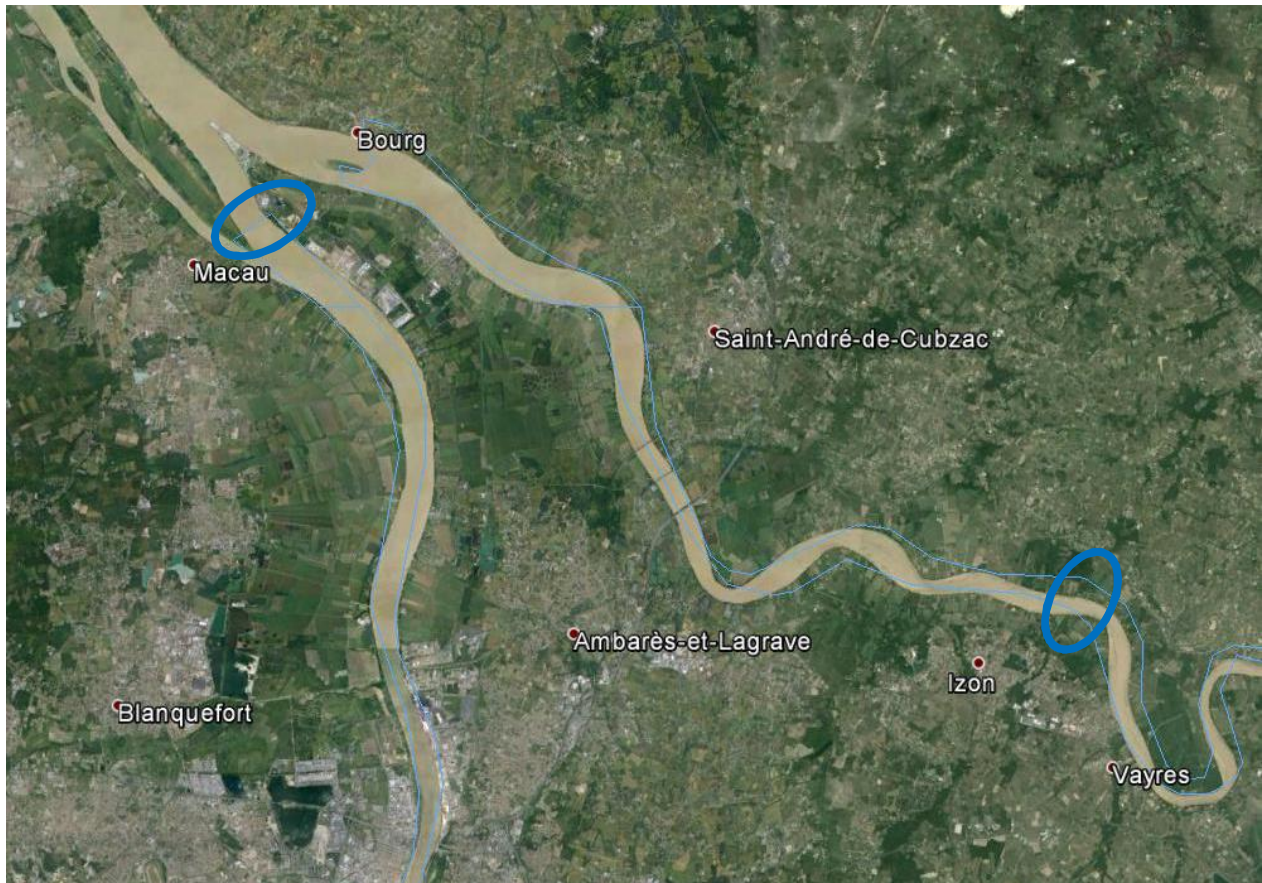 Bourg
Macau
Saint-André-de-Cubzac
Ambarès-et-Lagrave
Izon
Blanquefort
Vayres